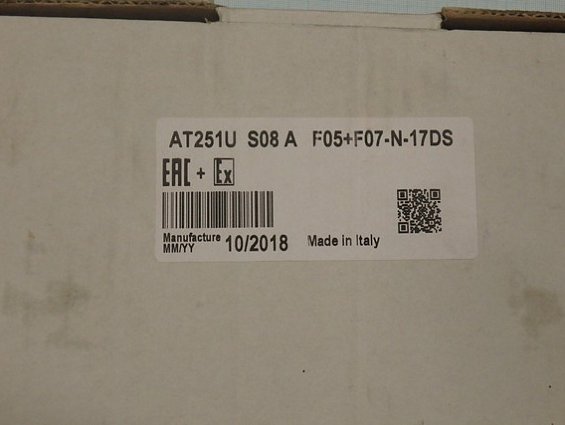 AT251U S08 A F05+F07-N-17DS
EAC + Ex
Manufacture
MM/YY
10/2018
Made in Italy